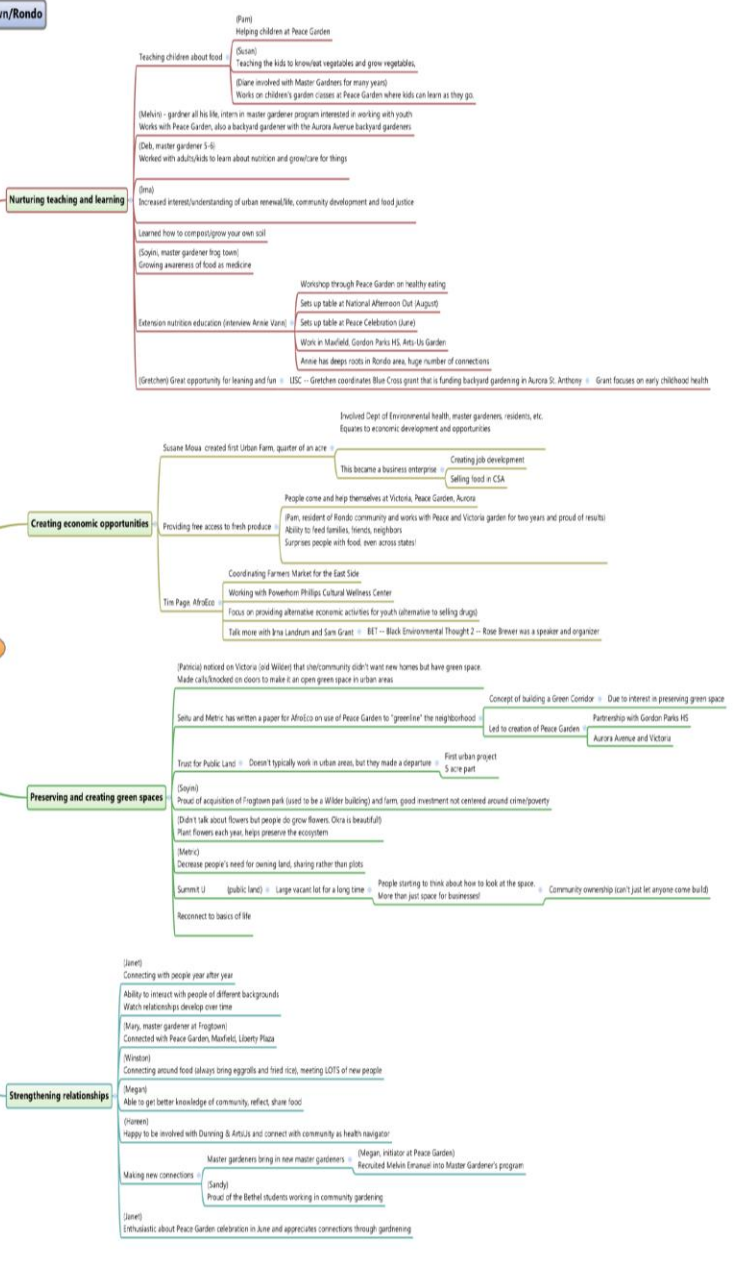 wn/Rondo
Nurturing teaching and learning
Teaching children about food
(Pam)
Helping children at Peace Garden
(Susan)
Teaching the kids to know/eat vegetables and grow vegetables.
(Diane involved with Master Gardners for many years)
Works on children's garden classes at Peace Garden where kids can learn as they go.
(Melvin) - gardner all his life, intern in master gardener program interested in working with youth
Works with Peace Garden, also a backyard gardener with the Aurora Avenue backyard gardeners
(Deb, master gardener 5-6)
Worked with adults/kids to learn about nutrition and grow/care for things
(Irna)
Increased interest/understanding of urban renewal/life, community development and food justice
Learned how to compost/grow your own soil
(Soyini, master gardener frog town)
Growing awareness of food as medicine
Extension nutrition education (interview Annie Vann)
Workshop through Peace Garden on healthy eating
Sets up table at National Afternoon Out (August)
Sets up table at Peace Celebration (June)
Work in Maxfield, Gordon Parks HS, Arts-Us Garden
Annie has deeps roots in Rondo area, huge number of connections
(Gretchen) Great opportunity for leaning and fun
LISC -- Gretchen coordinates Blue Cross grant that is funding backyard gardening in Aurora St. Anthony
Grant focuses on early childhood health
Creating economic opportunities
Susane Moua created first Urban Farm, quarter of an acre
Involved Dept of Environmental health, master gardeners, residents, etc.
Equates to economic development and opportunities
This became a business enterprise
Creating job development
Selling food in CSA
Providing free access to fresh produce
People come and help themselves at Victoria, Peace Garden, Aurora
(Pam, resident of Rondo community and works with Peace and Victoria garden for two years and proud of results)
Ability to feed families, friends, neighbors
Surprises people with food, even across states!
Tim Page, AfroEco
Coordinating Farmers Market for the East Side
Working with Powerhorn Phillips Cultural Wellness Center
Focus on providing alternative economic activities for youth (alternative to selling drugs)
Talk more with Irna Landrum and Sam Grant
BET -- Black Environmental Thought 2 -- Rose Brewer was a speaker and organizer
Preserving and creating green spaces
(Patricia) noticed on Victoria (old Wilder) that she/community didn't want new homes but have green space.
Made calls/knocked on doors to make it an open green space in urban areas
Seitu and Metric has written a paper for AfroEco on use of Peace Garden to "greenline" the neighborhood
Concept of building a Green Corridor
Due to interest in preserving green space
Led to creation of Peace Garden
Partnership with Gordon Parks HS
Aurora Avenue and Victoria
Trust for Public Land
Doesn't typically work in urban areas, but they made a departure
First urban project
5 acre part
(Soyini)
Proud of acquisition of Frogtown park (used to be a Wilder building) and farm, good investment not centered around crime/poverty
(Didn't talk about flowers but people do grow flowers. Okra is beautiful!)
Plant flowers each year, helps preserve the ecosystem
(Metric)
Decrease people's need for owning land, sharing rather than plots
Summit U (public land)
Large vacant lot for a long time
People starting to think about how to look at the space.
More than just space for businesses!
Community ownership (can't just let anyone come build)
Reconnect to basics of life
Strengthening relationships
(Janet)
Connecting with people year after year
Ability to interact with people of different backgrounds
Watch relationships develop over time
(Mary, master gardener at Frogtown)
Connected with Peace Garden, Maxfield, Liberty Plaza
(Winston)
Connecting around food (always bring eggrolls and fried rice), meeting LOTS of new people
(Megan)
Able to get better knowledge of community, reflect, share food
Happy to be involved with Dunning & ArtsUs and connect with community as health navigator
Making new connections
Master gardeners bring in new master gardeners
(Megan, initiator at Peace Garden)
Recruited Melvin Emanuel into Master Gardener's program
(Sandy)
Proud of the Bethel students working in community gardening
(Janet)
Enthusiastic about Peace Garden celebration in June and appreciates connections through gardnening